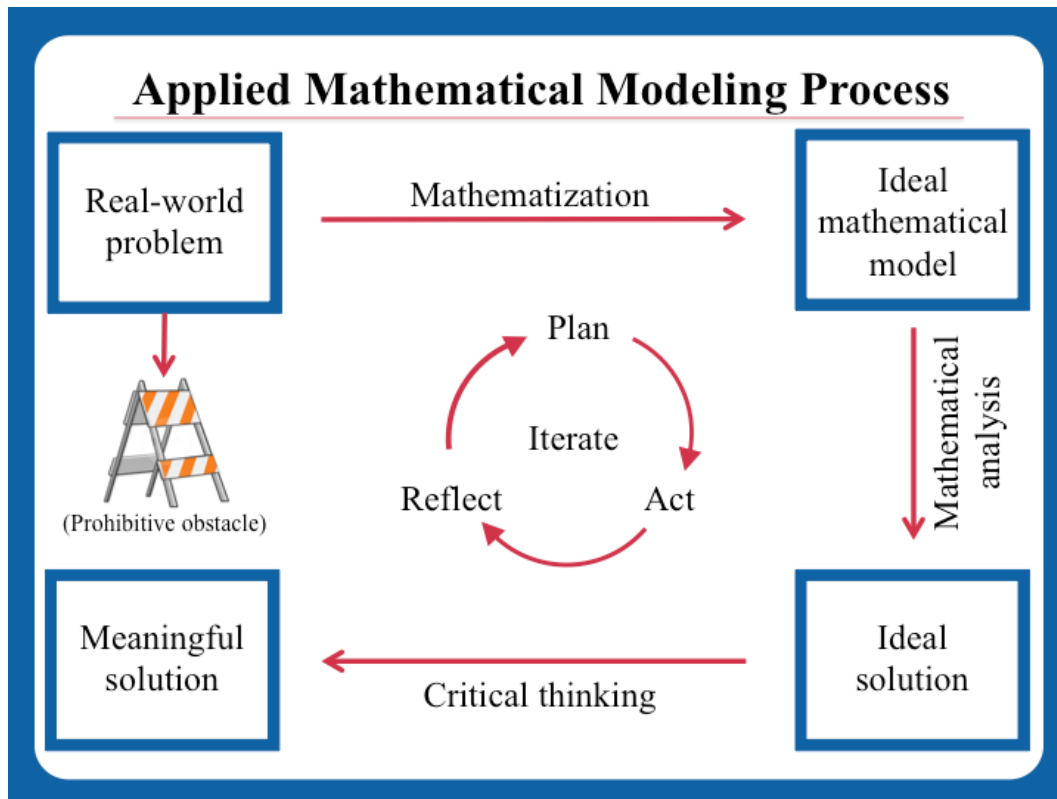 Applied Mathematical Modeling Process
Real-world
problem
Mathematization
Ideal
mathematical
model
Plan
Iterate
Reflect
Act
Mathematical
analysis
(Prohibitive obstacle)
Meaningful
solution
Critical thinking
Ideal
solution